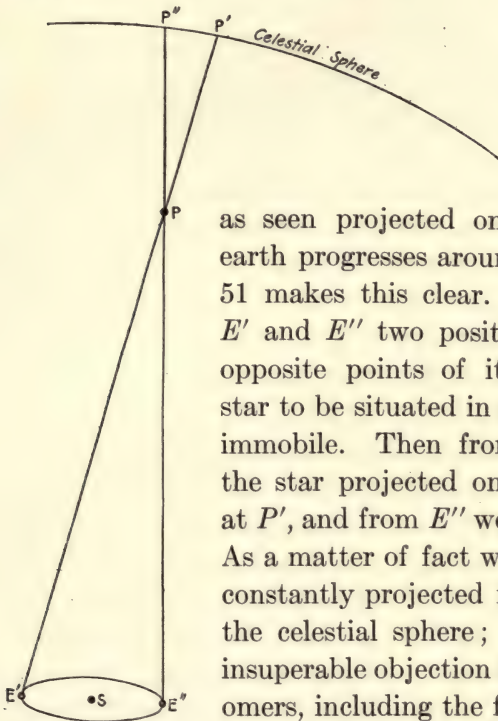 P" P'
Celestial Sphere
P
as seen projected on
earth progresses aroun
51 makes this clear.
E' and E" two posit
opposite points of it
star to be situated in
immobile. Then fron
the star projected on
at P', and from E" we
As a matter of fact w
constantly projected i
the celestial sphere;
insuperable objection
E' S E" omers, including the f